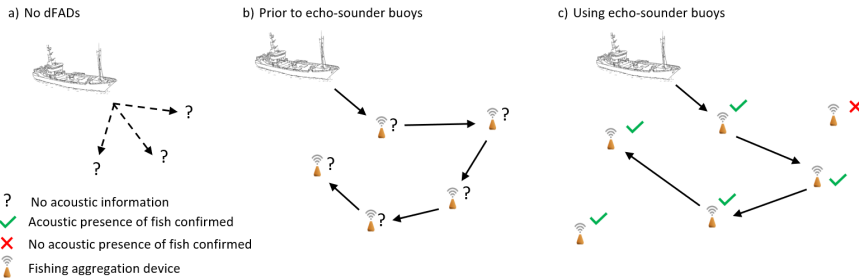 a) No dFADs
b) Prior to echo-sounder buoys
c) Using echo-sounder buoys
?
?
?
?
?
?
?
?
? No acoustic information
Acoustic presence of fish confirmed
No acoustic presence of fish confirmed
Fishing aggregation device